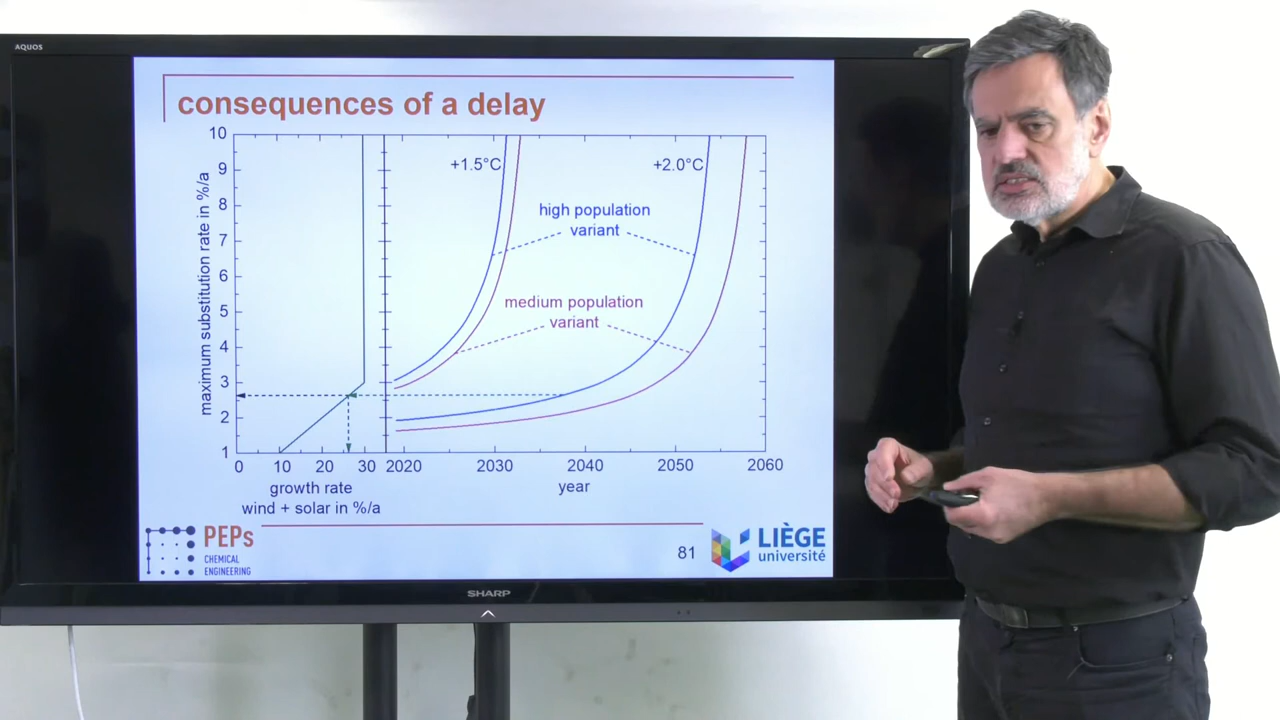 AQUOS
consequences of a delay
10
9
8
7
6
5
4
3
2
1
maximum substitution rate in %/a
+1.5°C
+2.0°C
high population
variant
medium population
variant
0 10 20 30 2020 2030 2040 2050 2060
growth rate
wind + solar in %/a
year
PEPs
CHEMICAL
ENGINEERING
81
LIÈGE
université
SHARP